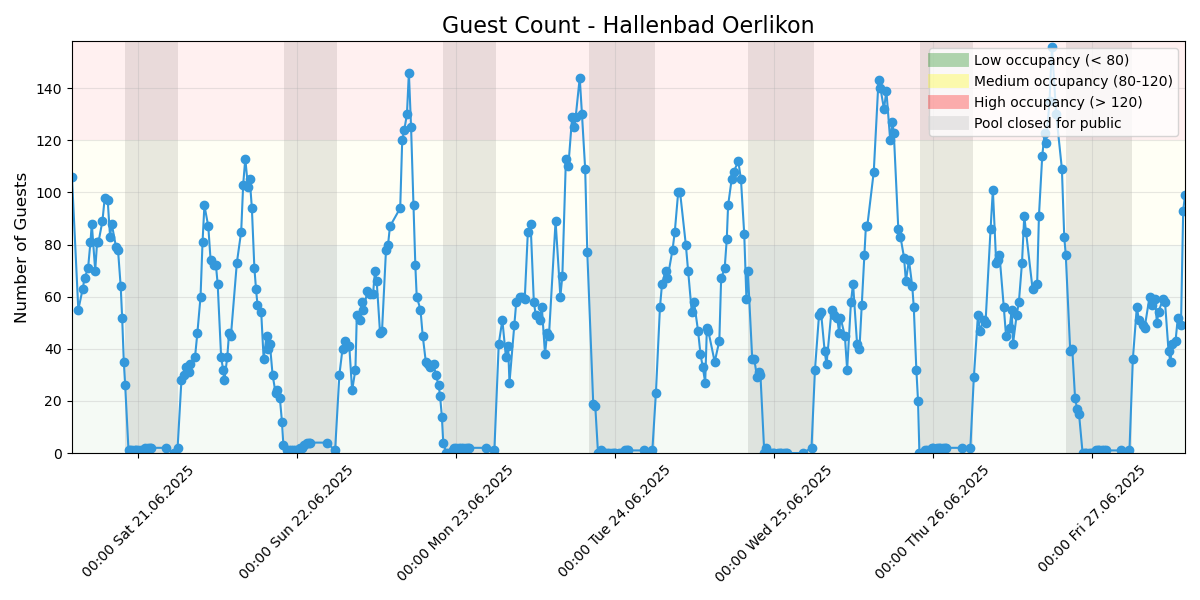 Guest Count - Hallenbad Oerlikon
Number of Guests
140
120
100
80
60
40
20
0
Low occupancy (< 80)
Medium occupancy (80-120)
High occupancy (> 120)
Pool closed for public
00:00 Sat 21.06.2025
00:00 Sun 22.06.2025
00:00 Mon 23.06.2025
00:00 Tue 24.06.2025
00:00 Wed 25.06.2025
00:00 Thu 26.06.2025
00:00 Fri 27.06.2025